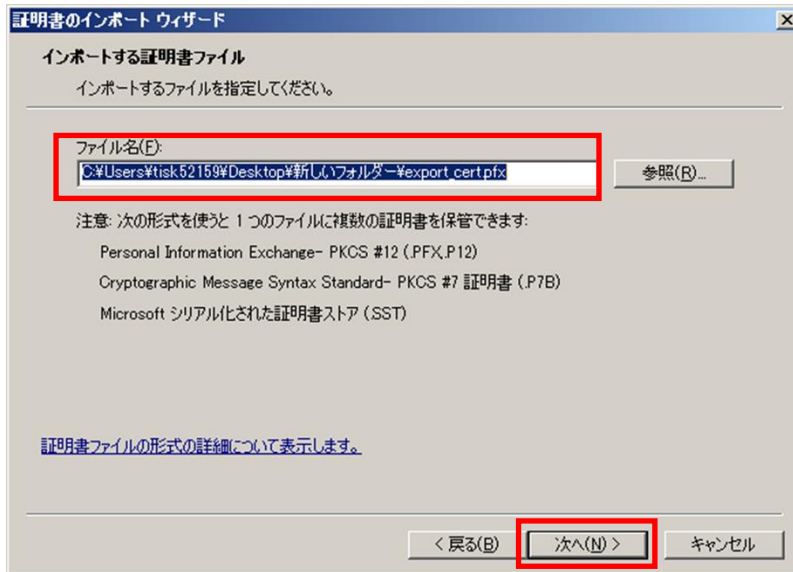 証明書のインポート ウィザード
インポートする証明書ファイル
インポートするファイルを指定してください。
ファイル名(F):
C:¥Users¥tisk52159¥Desktop¥新しいフォルダー¥export_cert.pfx
参照(R)...
注意: 次の形式を使うと 1 つのファイルに複数の証明書を保管できます:
Personal Information Exchange- PKCS #12 (.PFX,.P12)
Cryptographic Message Syntax Standard- PKCS #7 証明書 (.P7B)
Microsoft シリアル化された証明書ストア (.SST)
証明書ファイルの形式の詳細について表示します。
< 戻る(B)
次へ(N) >
キャンセル